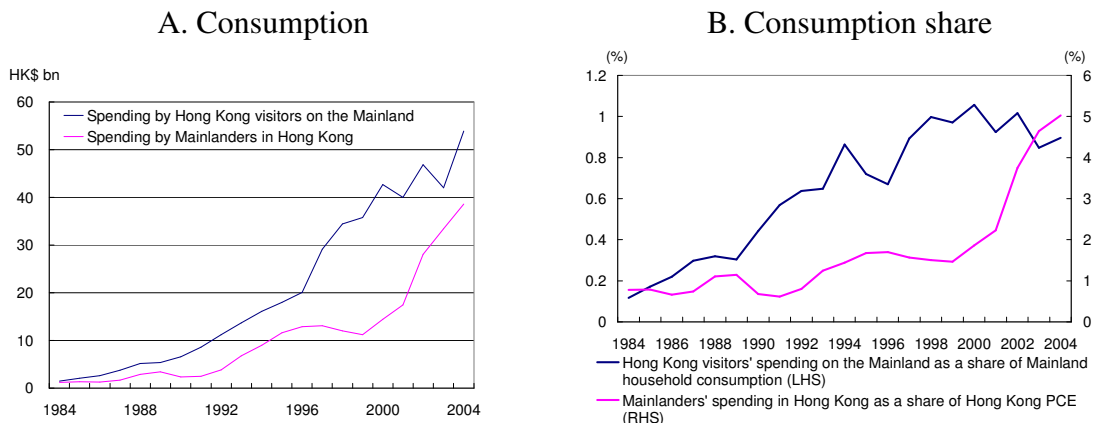 A. Consumption
HK$ bn
60
50
40
30
20
10
0
Spending by Hong Kong visitors on the Mainland
Spending by Mainlanders in Hong Kong
1984 1988 1992 1996 2000 2004
B. Consumption share
(%) (%)
1.2 6
1 5
0.8 4
0.6 3
0.4 2
0.2 1
0 0
1984 1986 1988 1990 1992 1994 1996 1998 2000 2002 2004
Hong Kong visitors' spending on the Mainland as a share of Mainland
household consumption (LHS)
Mainlanders' spending in Hong Kong as a share of Hong Kong PCE
(RHS)